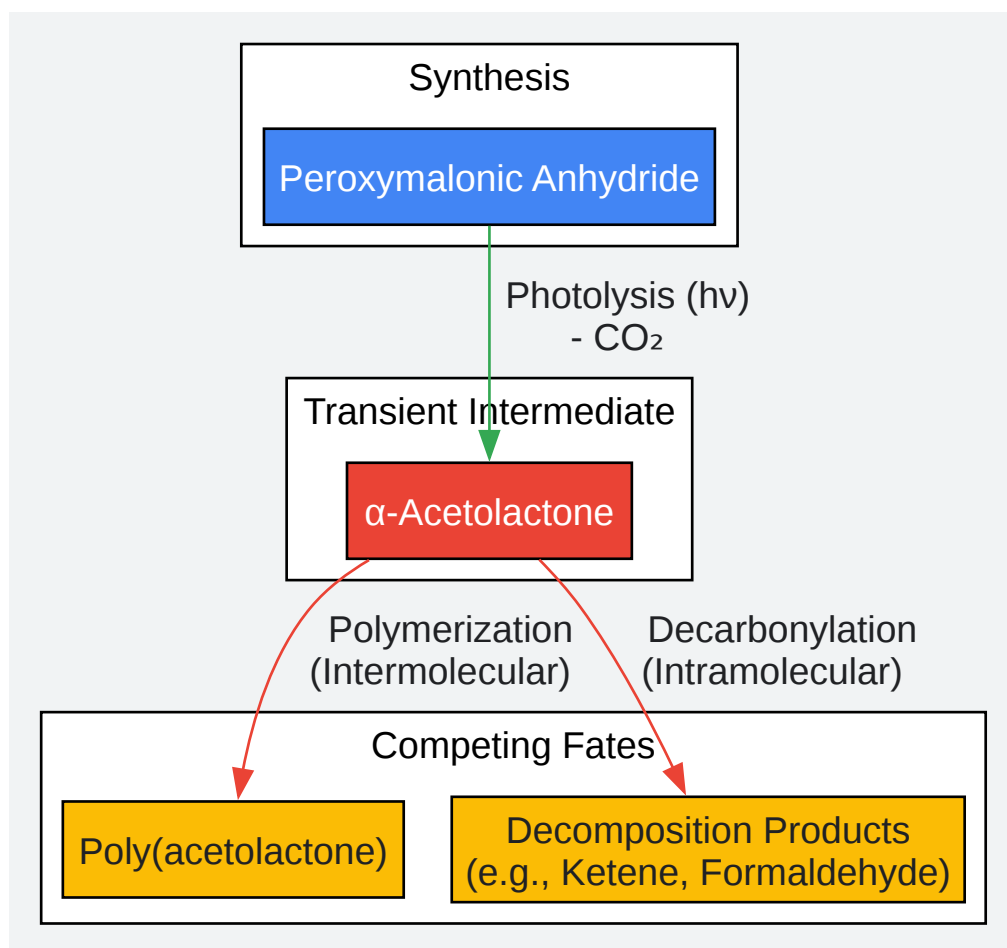 Synthesis
Peroxymalonic Anhydride
Photolysis (hν)
- CO₂
Transient Intermediate
α-Acetolactone
Polymerization
(Intermolecular)
Decarbonylation
(Intramolecular)
Competing Fates
Poly(acetolactone)
Decomposition Products
(e.g., Ketene, Formaldehyde)